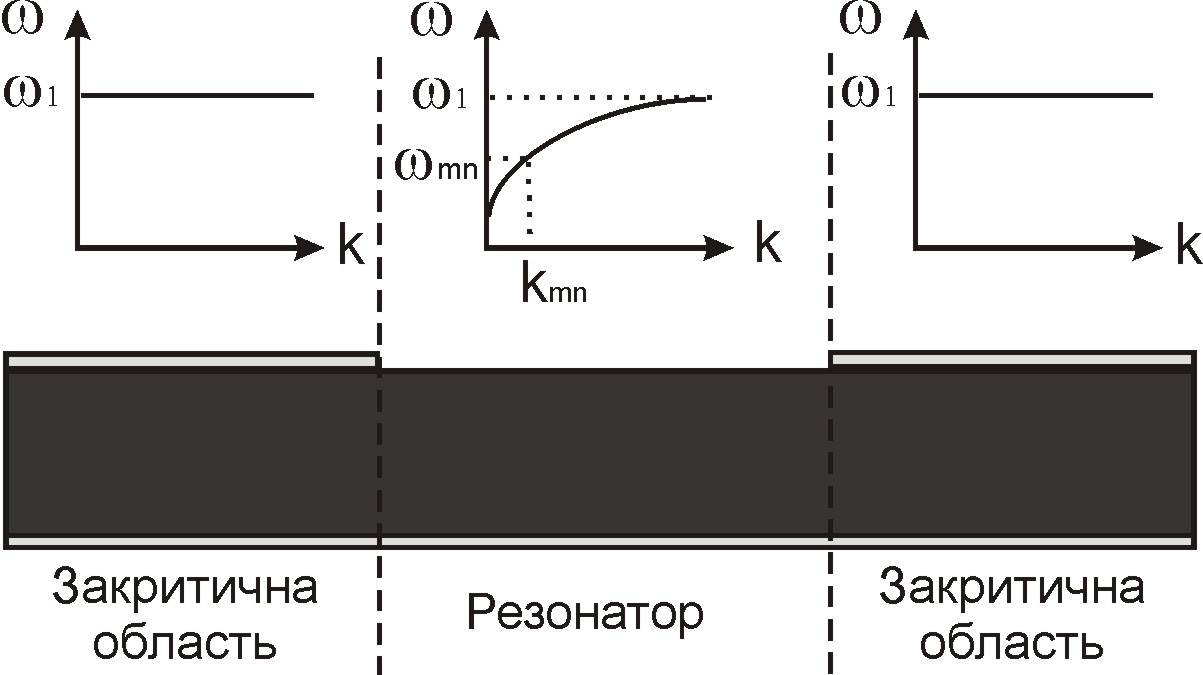 ω
ω1
k
ω
ω1
ωmn
k
kmn
ω
ω1
k
Закритична
область
Резонатор
Закритична
область